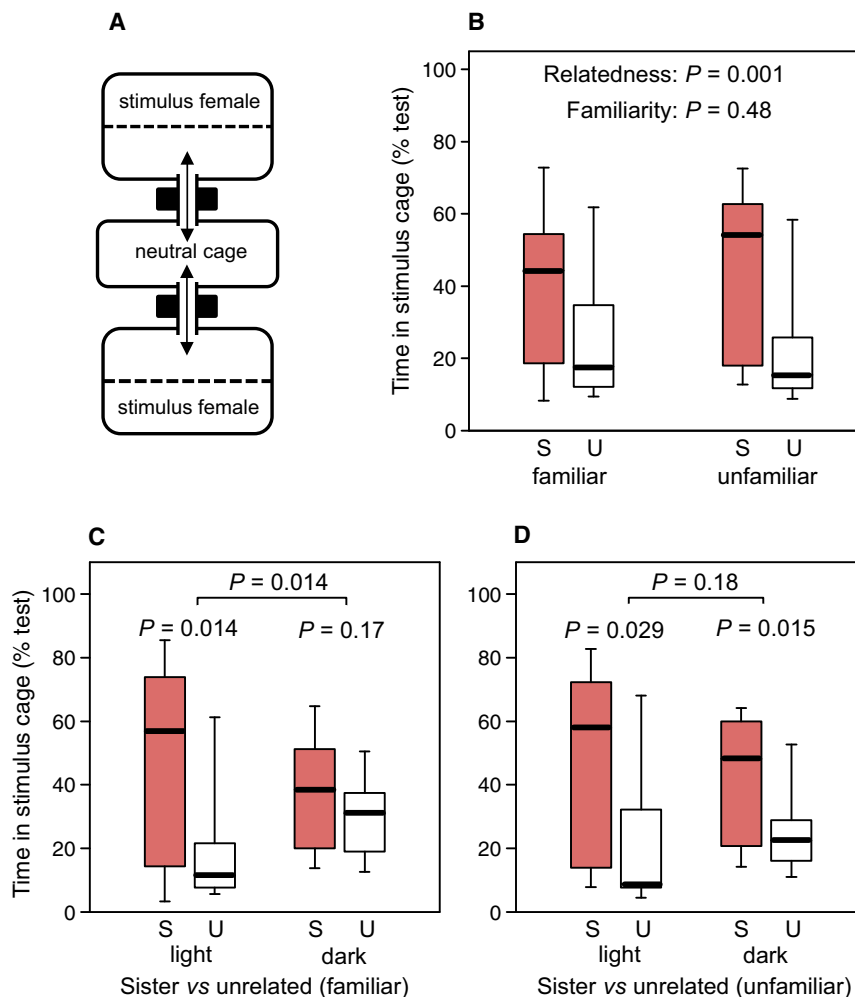 A
stimulus female
neutral cage
stimulus female
B
Time in stimulus cage (% test)
100
80
60
40
20
0
Relatedness: P = 0.001
Familiarity: P = 0.48
S U S U
familiar unfamiliar
C
Time in stimulus cage (% test)
100
80
60
40
20
0
P = 0.014
P = 0.014 P = 0.17
S U S U
light dark
Sister vs unrelated (familiar)
D
100
80
60
40
20
0
P = 0.18
P = 0.029 P = 0.015
S U S U
light dark
Sister vs unrelated (unfamiliar)